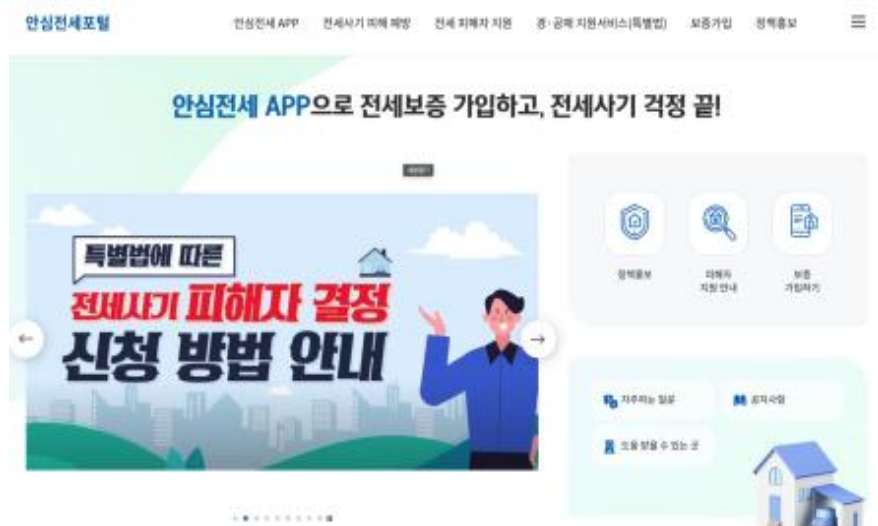 안심전세포털
안심전세 APP 전세사기 피해 예방 전세 피해자 지원 경·공매 지원서비스(특별법) 보증가입 정책홍보
안심전세 APP으로 전세보증 가입하고, 전세사기 걱정 끝!
특별법에 따른
전세사기 피해자 결정
신청 방법 안내
정책홍보
피해자
지원 안내
보증
가입하기
자주하는 질문
공지사항
도움 받을 수 있는 곳